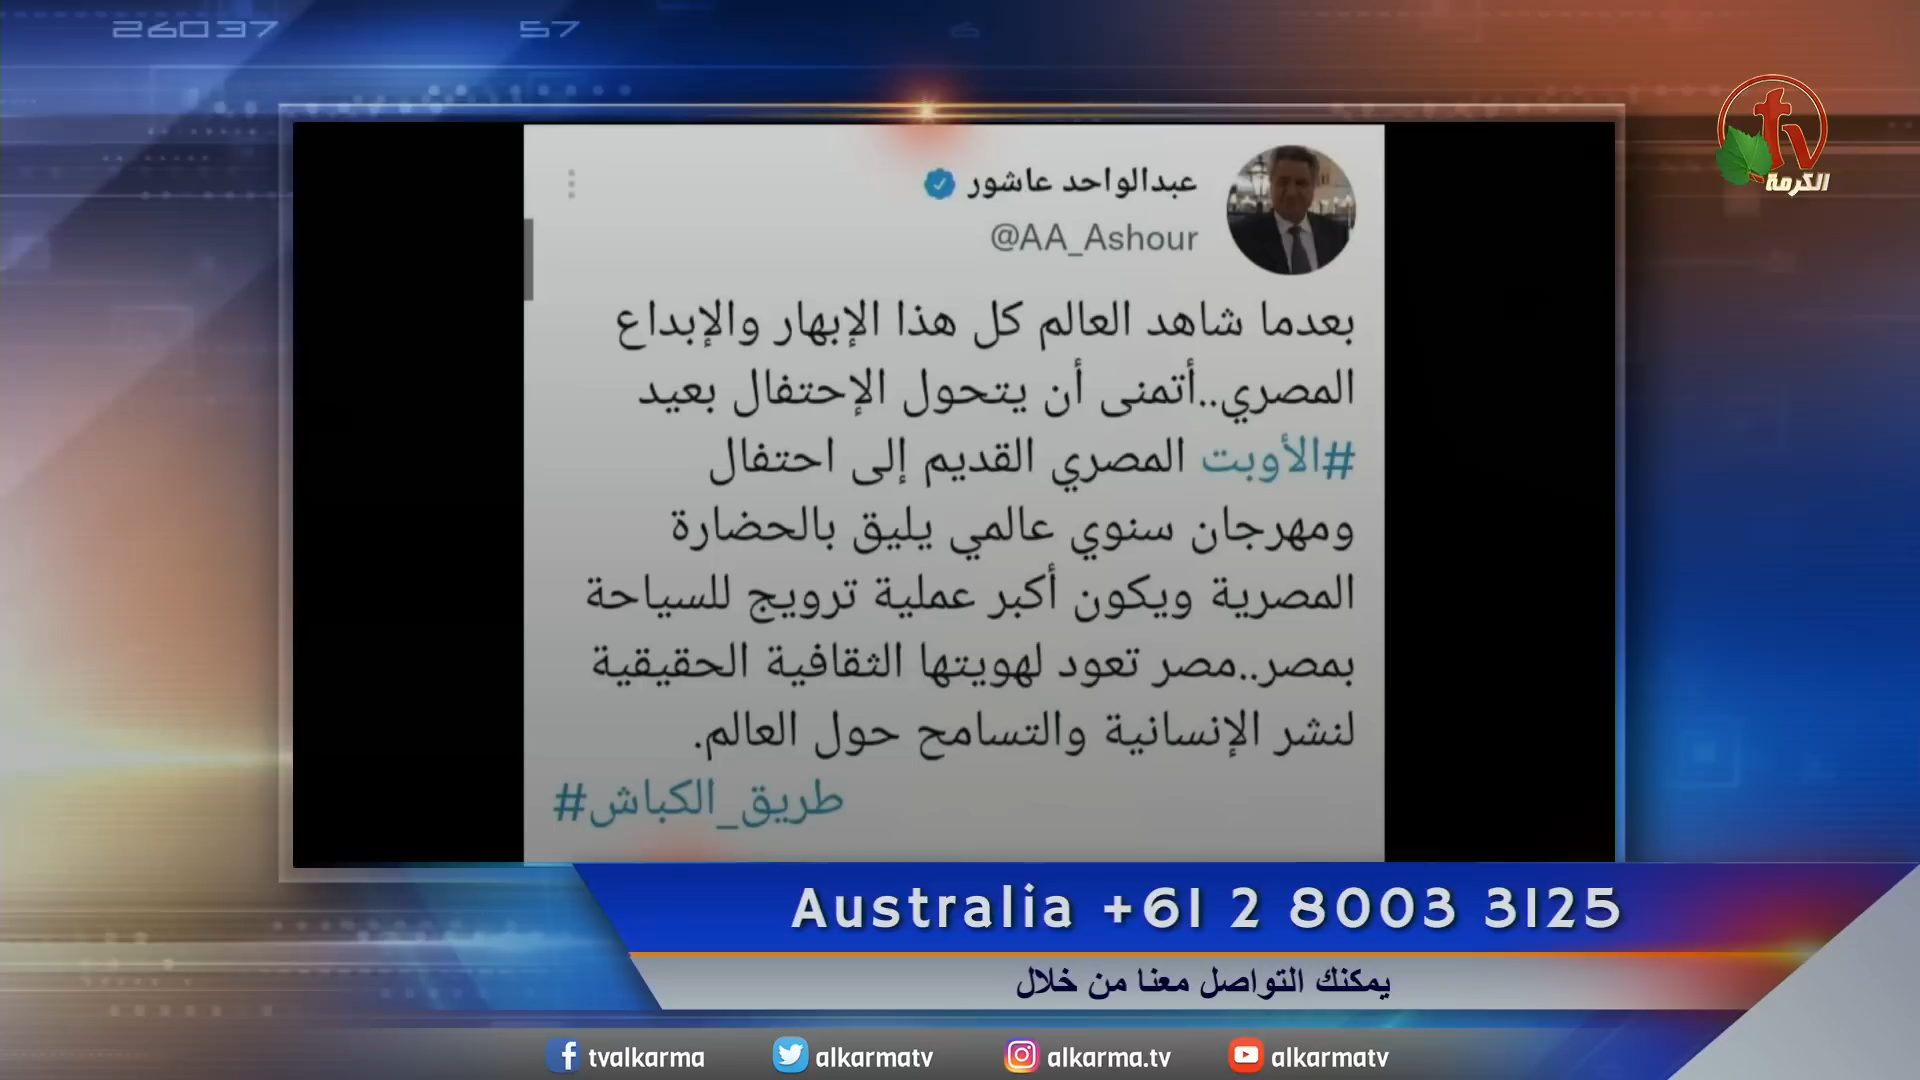 26037
57
6
tv
الكرمة
عبدالواحد عاشور
@AA_Ashour
بعدما شاهد العالم كل هذا الإبهار والإبداع
المصري..أتمنى أن يتحول الإحتفال بعيد
#الأوبت المصري القديم إلى احتفال
ومهرجان سنوي عالمي يليق بالحضارة
المصرية ويكون أكبر عملية ترويج للسياحة
بمصر..مصر تعود لهويتها الثقافية الحقيقية
لنشر الإنسانية والتسامح حول العالم.
#طريق_الكباش
Australia +61 2 8003 3125
يمكنك التواصل معنا من خلال
tvalkarma
alkarmatv
alkarma.tv
alkarmatv